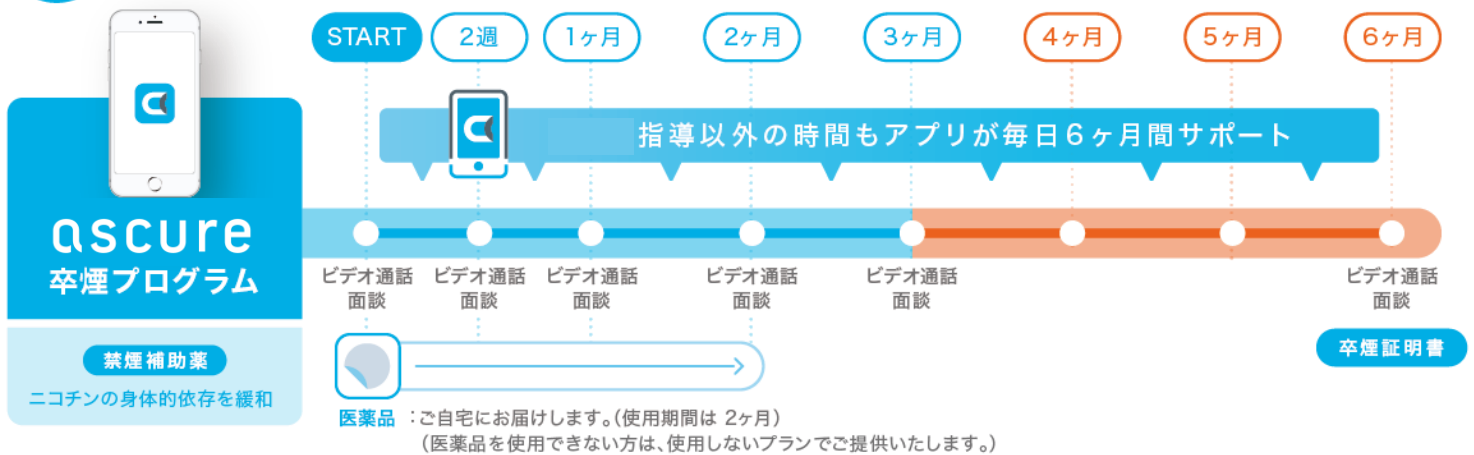 START
2週
1ヶ月
2ヶ月
3ヶ月
4ヶ月
5ヶ月
6ヶ月
指導以外の時間もアプリが毎日6ヶ月間サポート
ascure
卒煙プログラム
ビデオ通話
面談
ビデオ通話
面談
ビデオ通話
面談
ビデオ通話
面談
ビデオ通話
面談
ビデオ通話
面談
卒煙証明書
禁煙補助薬
ニコチンの身体的依存を緩和
医薬品:ご自宅にお届けします。(使用期間は 2ヶ月)
(医薬品を使用できない方は、使用しないプランでご提供いたします。)